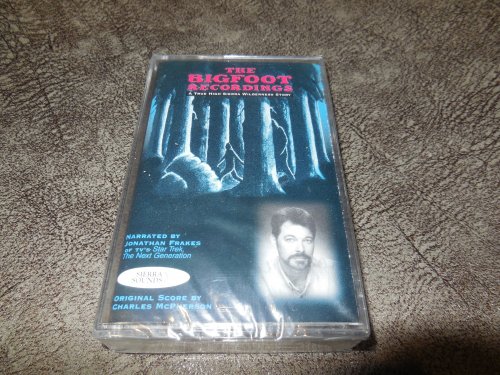 THE
BIGFOOT
RECORDINGS
A TRUE HIGH SIERRA WILDERNESS STORY
NARRATED BY
JONATHAN FRAKES
OF TV'S Star Trek
The Next Generation
SIERRA
SOUNDS
ORIGINAL SCORE BY
CHARLES MCPHERSON